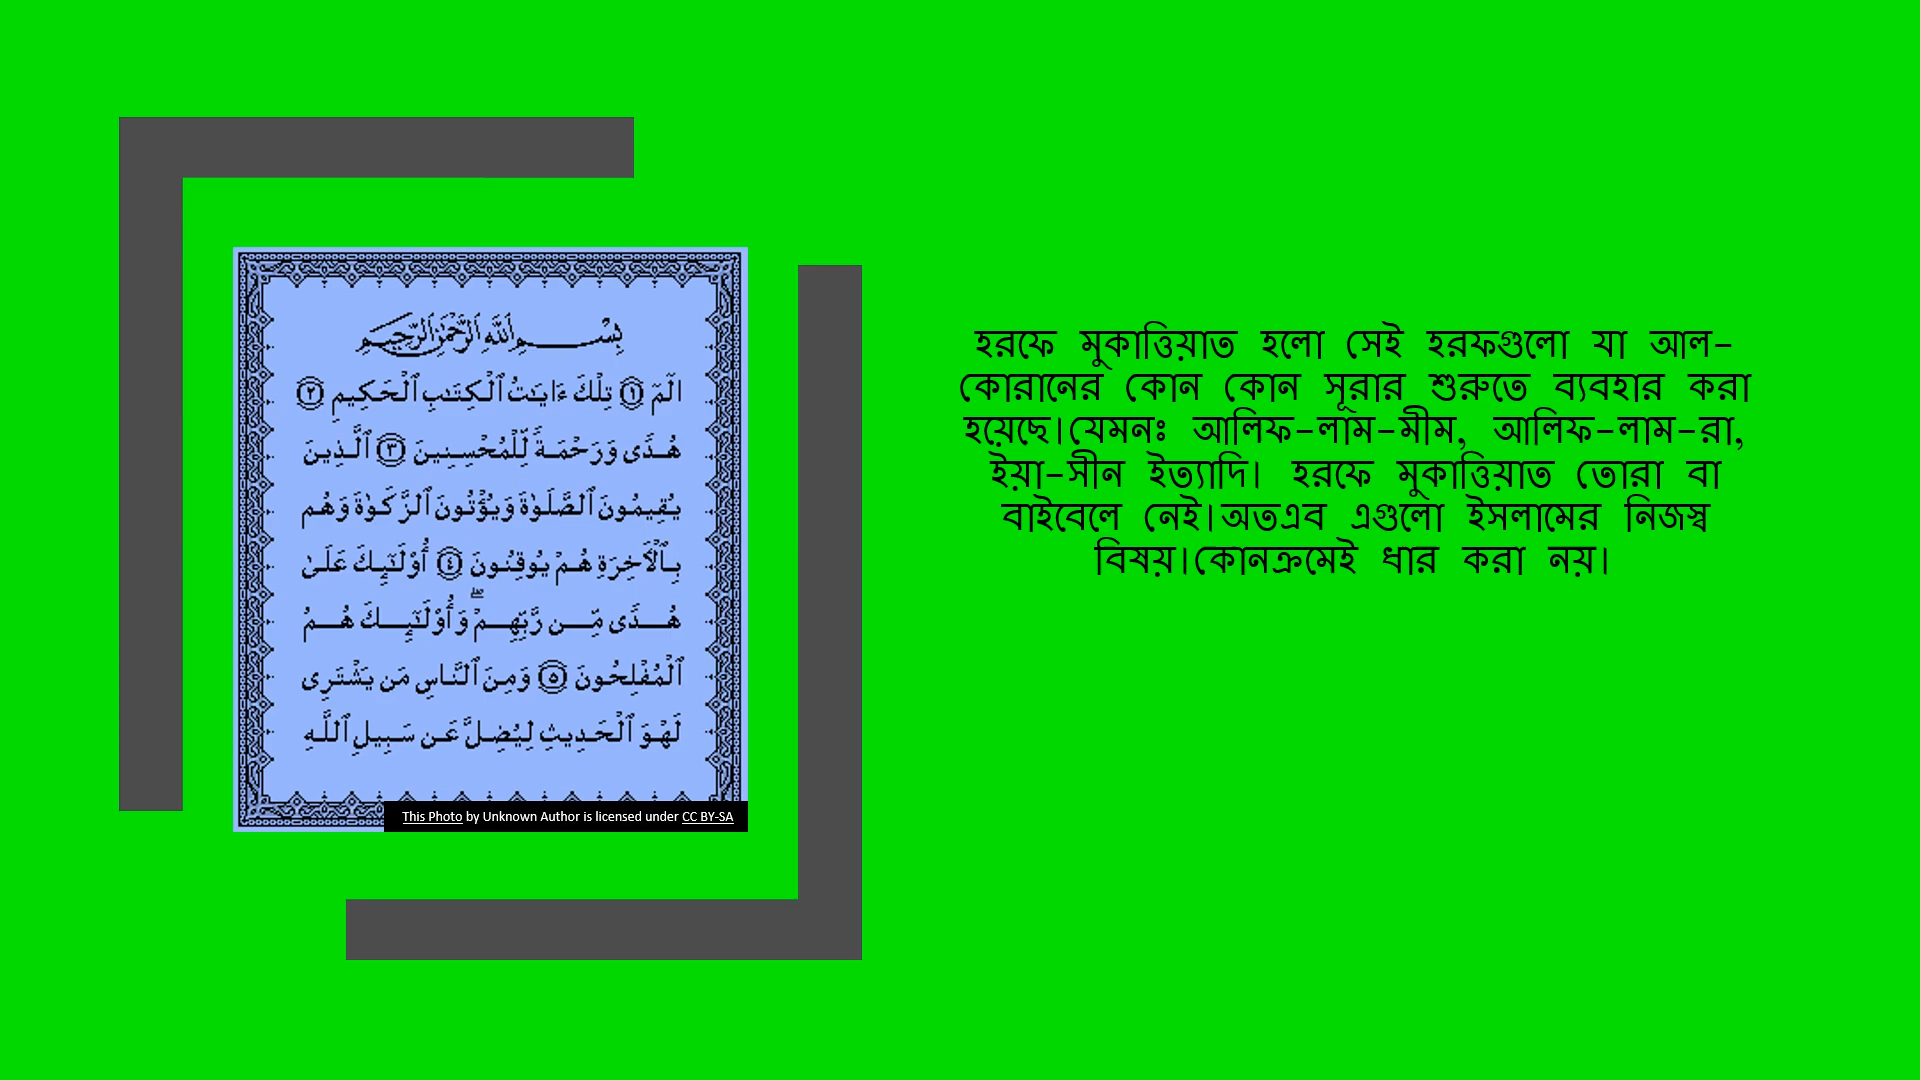 بِسْمِ ٱللَّهِ ٱلرَّحْمَٰنِ ٱلرَّحِيمِ
الٓمٓ ١ تِلْكَ ءَايَٰتُ ٱلْكِتَٰبِ ٱلْحَكِيمِ ٢
هُدًى وَرَحْمَةً لِّلْمُحْسِنِينَ ٣ ٱلَّذِينَ
يُقِيمُونَ ٱلصَّلَوٰةَ وَيُؤْتُونَ ٱلزَّكَوٰةَ وَهُم
بِٱلْءَاخِرَةِ هُمْ يُوقِنُونَ ٤ أُو۟لَٰٓئِكَ عَلَىٰ
هُدًى مِّن رَّبِّهِمْ ۖ وَأُو۟لَٰٓئِكَ هُمُ
ٱلْمُفْلِحُونَ ٥ وَمِنَ ٱلنَّاسِ مَن يَشْتَرِى
لَهْوَ ٱلْحَدِيثِ لِيُضِلَّ عَن سَبِيلِ ٱللَّهِ
This Photo by Unknown Author is licensed under CC BY-SA
হরফে মুকাত্তিয়াত হলো সেই হরফগুলো যা আল-
কোরানের কোন কোন সূরার শুরুতে ব্যবহার করা
হয়েছে।যেমনঃ আলিফ-লাম-মীম, আলিফ-লাম-রা,
ইয়া-সীন ইত্যাদি। হরফে মুকাত্তিয়াত তোরা বা
বাইবেলে নেই।অতএব এগুলো ইসলামের নিজস্ব
বিষয়।কোনক্রমেই ধার করা নয়।